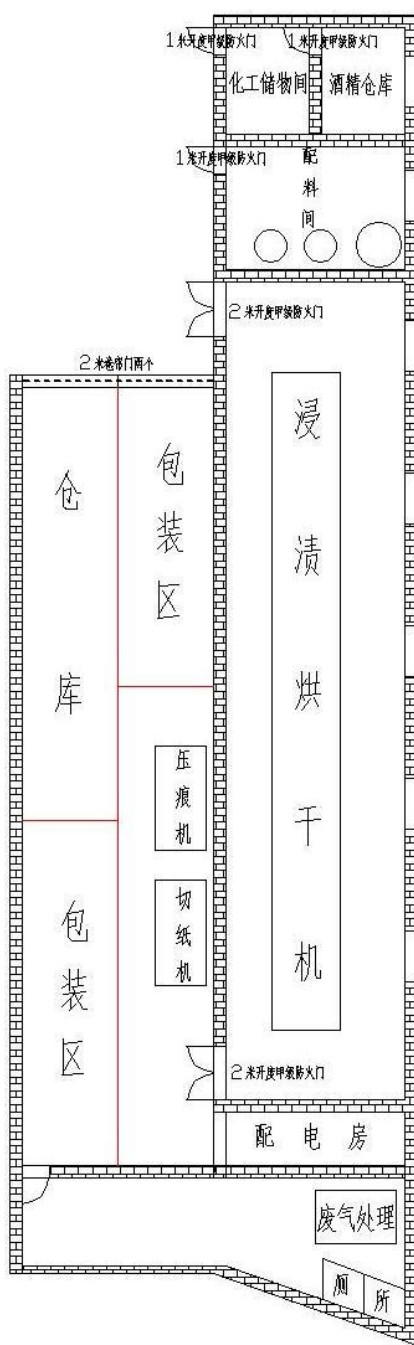 1米开度甲级防火门
1米开度甲级防火门
化工储物间
酒精仓库
1米开度甲级防火门
配料间
2米开度甲级防火门
2米卷帘门两个
浸渍烘干机
仓库
包装区
压痕机
切纸机
包装区
2米开度甲级防火门
配电房
废气处理
厕所